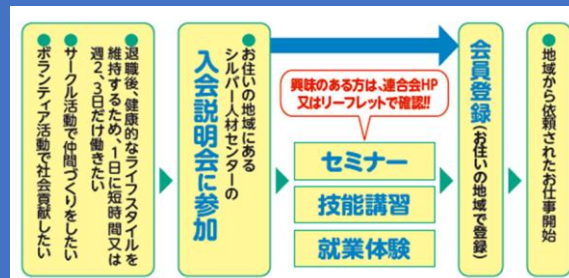 ●退職後、健康的なライフスタイルを
維持するため、1日に短時間又は
週2、3日だけ働きたい
●サークル活動で仲間づくりをしたい
●ボランティア活動で社会貢献したい
●お住いの地域にある
シルバー人材センターの
入会説明会に参加
興味のある方は、連合会HP
又はリーフレットで確認!!
セミナー
技能講習
就業体験
会員登録(お住いの地域で登録)
●地域から依頼されたお仕事開始